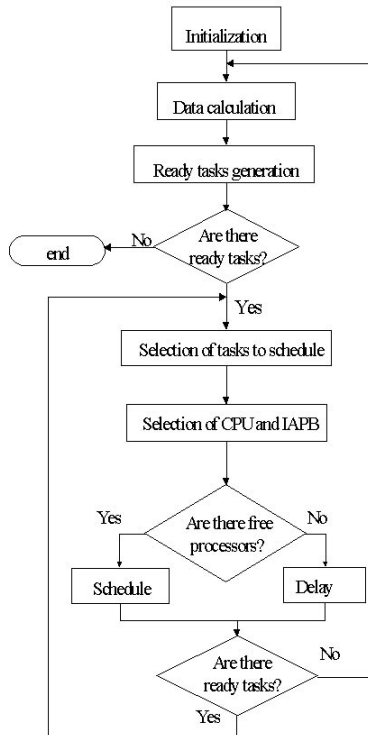 Initialization
Data calculation
Ready tasks generation
Are there
ready tasks?
No
end
Yes
Selection of tasks to schedule
Selection of CPU and IAPB
Are there free
processors?
Yes
No
Schedule
Delay
Are there
ready tasks?
No
Yes